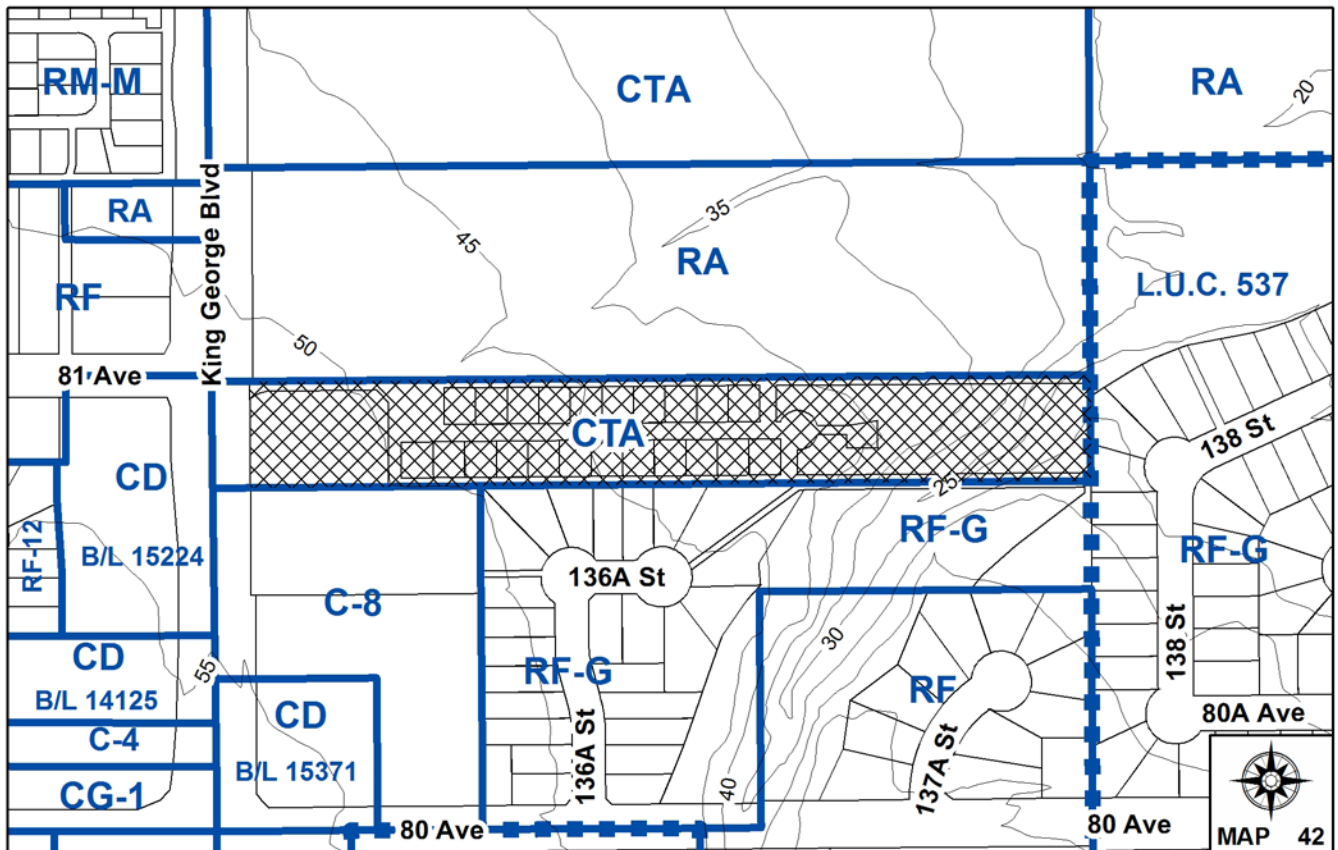 RM-M
CTA
RA
20
RA
King George Blvd
45
35
RA
L.U.C. 537
RF
50
81 Ave
CTA
138 St
CD
25
RF-12
B/L 15224
RF-G
RF-G
136A St
C-8
30
138 St
CD
55
RF-G
RF
B/L 14125
CD
80A Ave
C-4
136A St
137A St
B/L 15371
40
CG-1
80 Ave
80 Ave
MAP 42